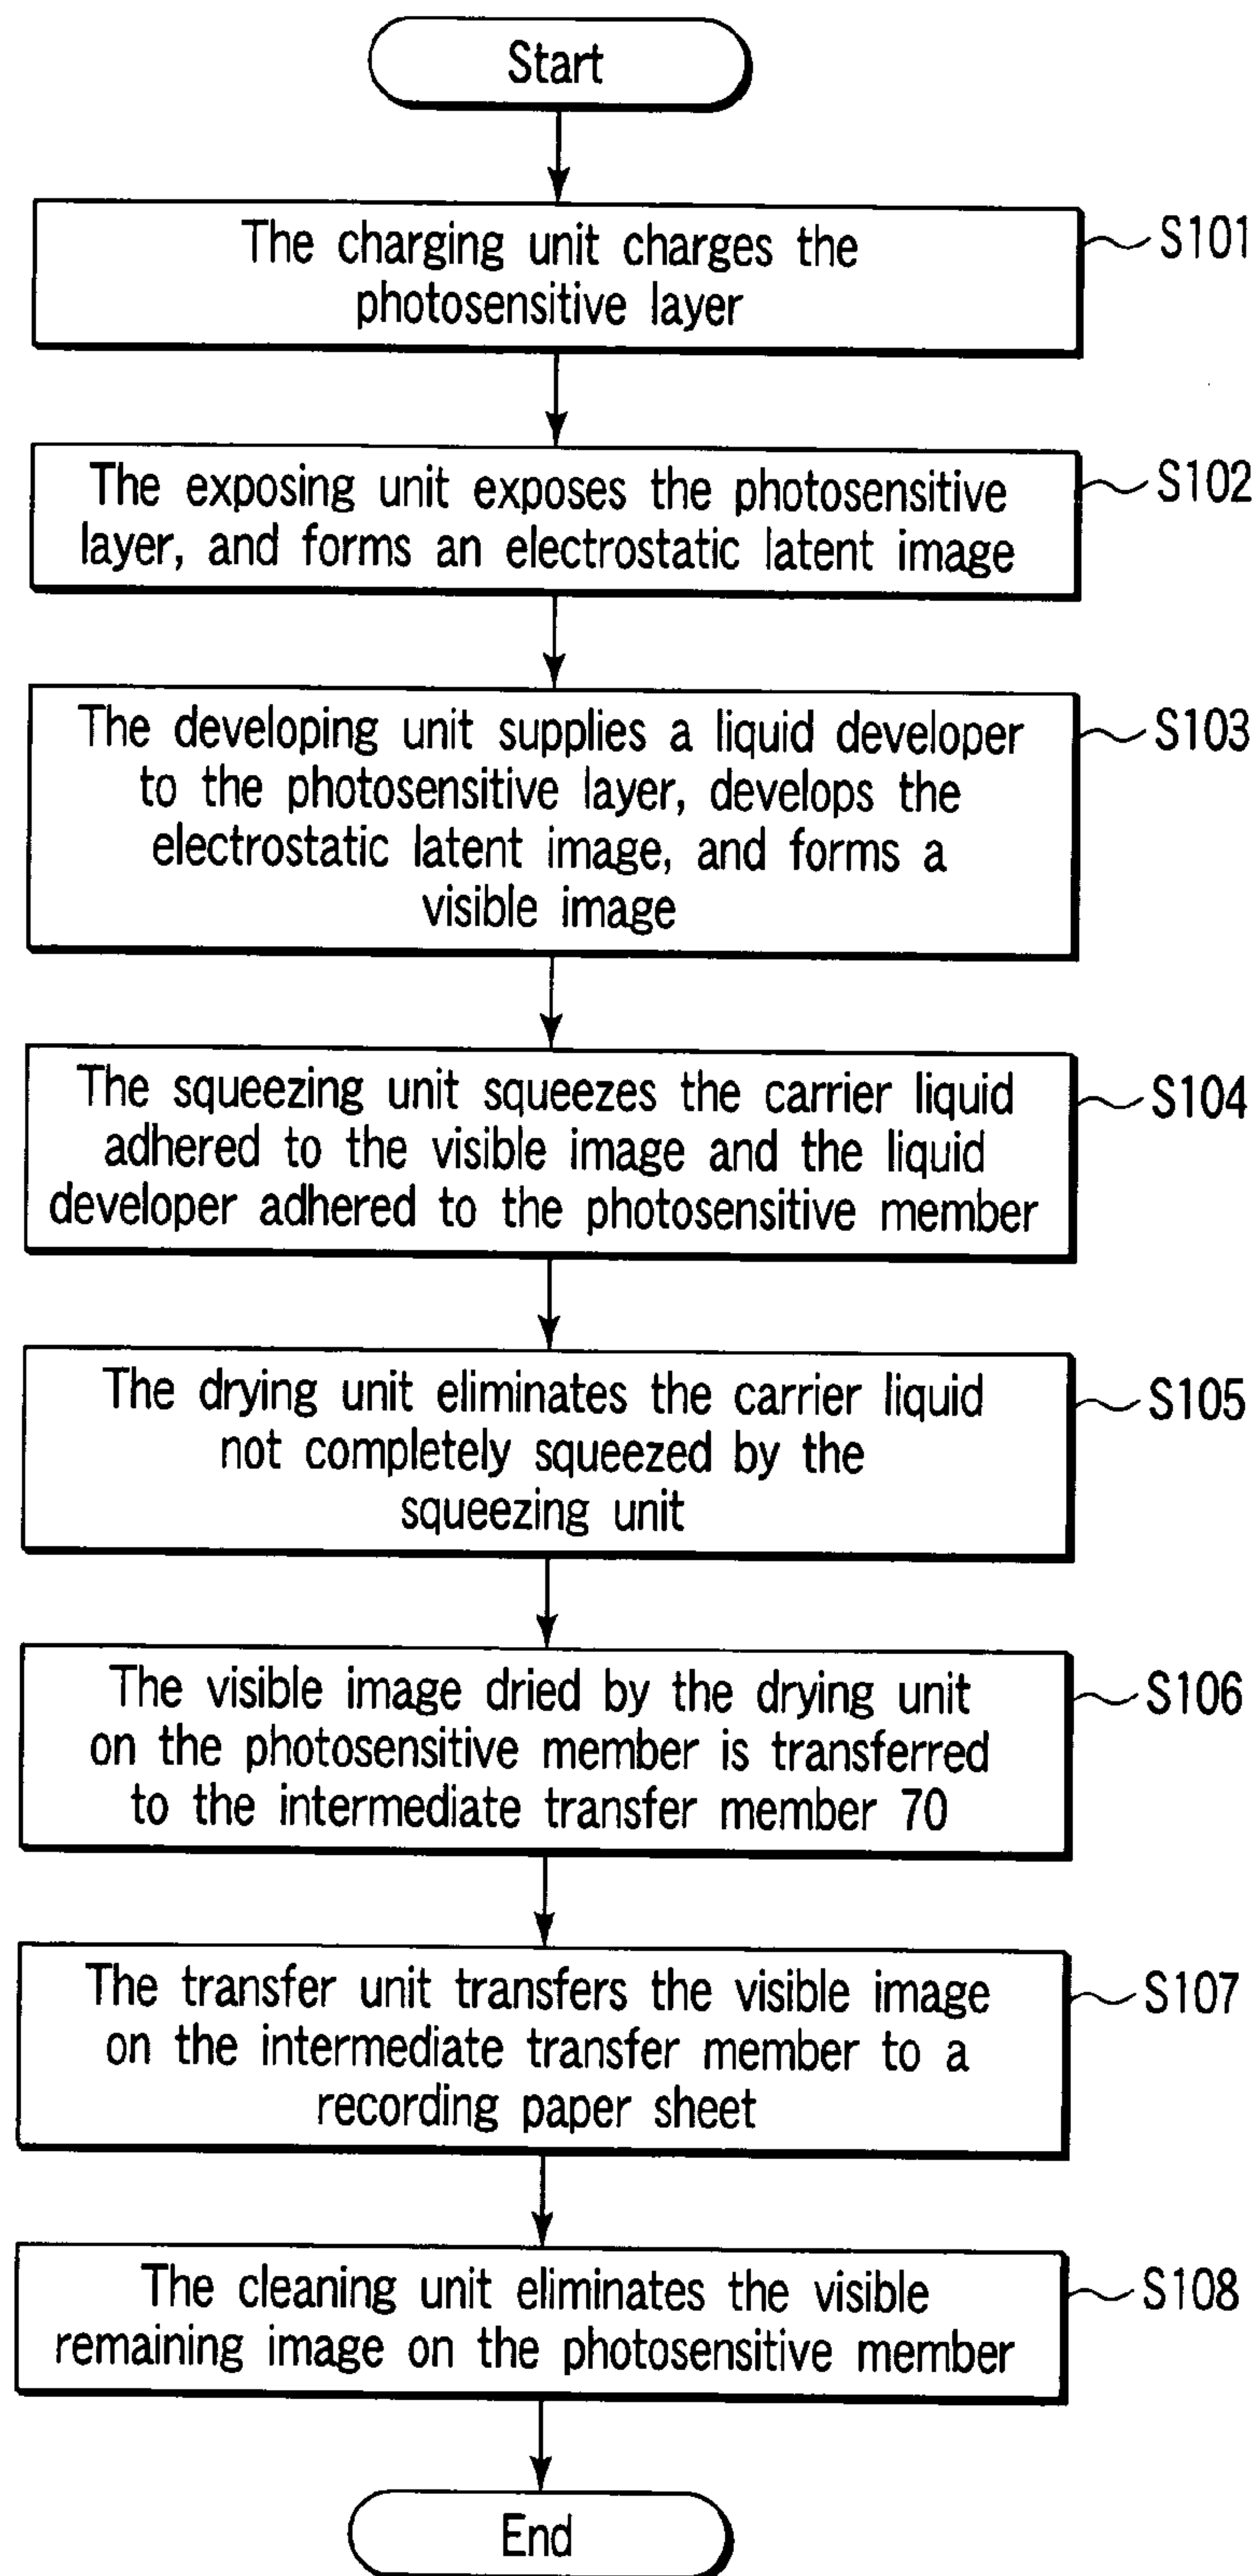 Start
The charging unit charges the
photosensitive layer
S101
The exposing unit exposes the photosensitive
layer, and forms an electrostatic latent image
S102
The developing unit supplies a liquid developer
to the photosensitive layer, develops the
electrostatic latent image, and forms a
visible image
S103
The squeezing unit squeezes the carrier liquid
adhered to the visible image and the liquid
developer adhered to the photosensitive member
S104
The drying unit eliminates the carrier liquid
not completely squeezed by the
squeezing unit
S105
The visible image dried by the drying unit
on the photosensitive member is transferred
to the intermediate transfer member 70
S106
The transfer unit transfers the visible image
on the intermediate transfer member to a
recording paper sheet
S107
The cleaning unit eliminates the visible
remaining image on the photosensitive member
S108
End